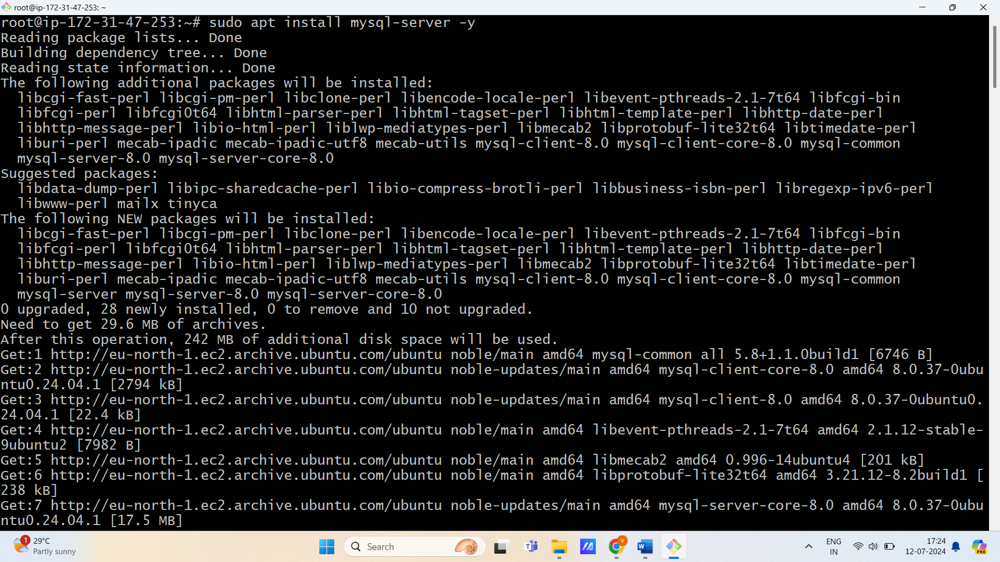 root@ip-172-31-47-253: ~
root@ip-172-31-47-253:~# sudo apt install mysql-server -y
Reading package lists... Done
Building dependency tree... Done
Reading state information... Done
The following additional packages will be installed:
  libcgi-fast-perl libcgi-pm-perl libclone-perl libencode-locale-perl libevent-pthreads-2.1-7t64 libfcgi-bin
  libfcgi-perl libfcgi0t64 libhtml-parser-perl libhtml-tagset-perl libhtml-template-perl libhttp-date-perl
  libhttp-message-perl libio-html-perl liblwp-mediatypes-perl libmecab2 libprotobuf-lite32t64 libtimedate-perl
  liburi-perl mecab-ipadic mecab-ipadic-utf8 mecab-utils mysql-client-8.0 mysql-client-core-8.0 mysql-common
  mysql-server-8.0 mysql-server-core-8.0
Suggested packages:
  libdata-dump-perl libipc-sharedcache-perl libio-compress-brotli-perl libbusiness-isbn-perl libregexp-ipv6-perl
  libwww-perl mailx tinyca
The following NEW packages will be installed:
  libcgi-fast-perl libcgi-pm-perl libclone-perl libencode-locale-perl libevent-pthreads-2.1-7t64 libfcgi-bin
  libfcgi-perl libfcgi0t64 libhtml-parser-perl libhtml-tagset-perl libhtml-template-perl libhttp-date-perl
  libhttp-message-perl libio-html-perl liblwp-mediatypes-perl libmecab2 libprotobuf-lite32t64 libtimedate-perl
  liburi-perl mecab-ipadic mecab-ipadic-utf8 mecab-utils mysql-client-8.0 mysql-client-core-8.0 mysql-common
  mysql-server mysql-server-8.0 mysql-server-core-8.0
0 upgraded, 28 newly installed, 0 to remove and 10 not upgraded.
Need to get 29.6 MB of archives.
After this operation, 242 MB of additional disk space will be used.
Get:1 http://eu-north-1.ec2.archive.ubuntu.com/ubuntu noble/main amd64 mysql-common all 5.8+1.1.0build1 [6746 B]
Get:2 http://eu-north-1.ec2.archive.ubuntu.com/ubuntu noble-updates/main amd64 mysql-client-core-8.0 amd64 8.0.37-0ubu
ntu0.24.04.1 [2794 kB]
Get:3 http://eu-north-1.ec2.archive.ubuntu.com/ubuntu noble-updates/main amd64 mysql-client-8.0 amd64 8.0.37-0ubuntu0.
24.04.1 [22.4 kB]
Get:4 http://eu-north-1.ec2.archive.ubuntu.com/ubuntu noble/main amd64 libevent-pthreads-2.1-7t64 amd64 2.1.12-stable-
9ubuntu2 [7982 B]
Get:5 http://eu-north-1.ec2.archive.ubuntu.com/ubuntu noble/main amd64 libmecab2 amd64 0.996-14ubuntu4 [201 kB]
Get:6 http://eu-north-1.ec2.archive.ubuntu.com/ubuntu noble/main amd64 libprotobuf-lite32t64 amd64 3.21.12-8.2build1 [
238 kB]
Get:7 http://eu-north-1.ec2.archive.ubuntu.com/ubuntu noble-updates/main amd64 mysql-server-core-8.0 amd64 8.0.37-0ubu
ntu0.24.04.1 [17.5 MB]
1
29°C
Partly sunny
Search
V
W
ENG
IN
17:24
12-07-2024
PRE